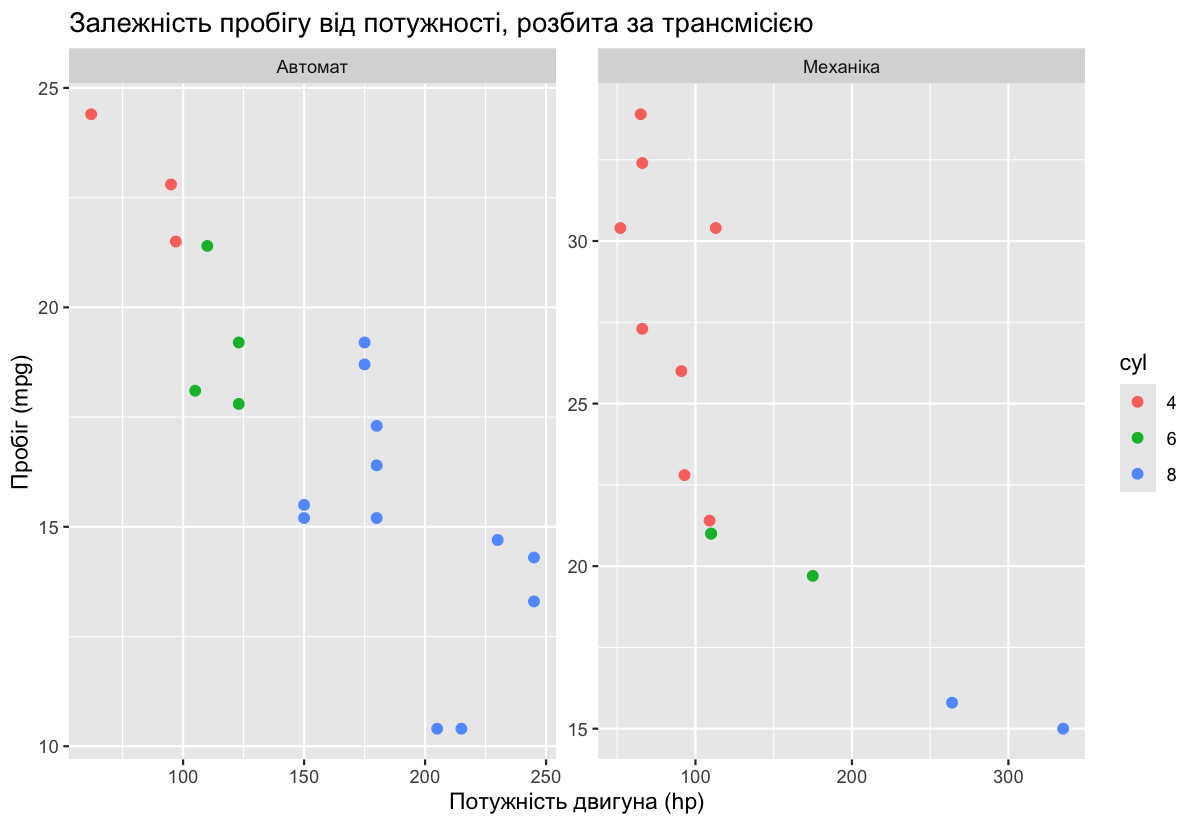 Залежність пробігу від потужності, розбита за трансмісією
Автомат
Механіка
25
20
15
10
30
25
20
15
Пробіг (mpg)
100 150 200 250
100 200 300
Потужність двигуна (hp)
cyl
4
6
8